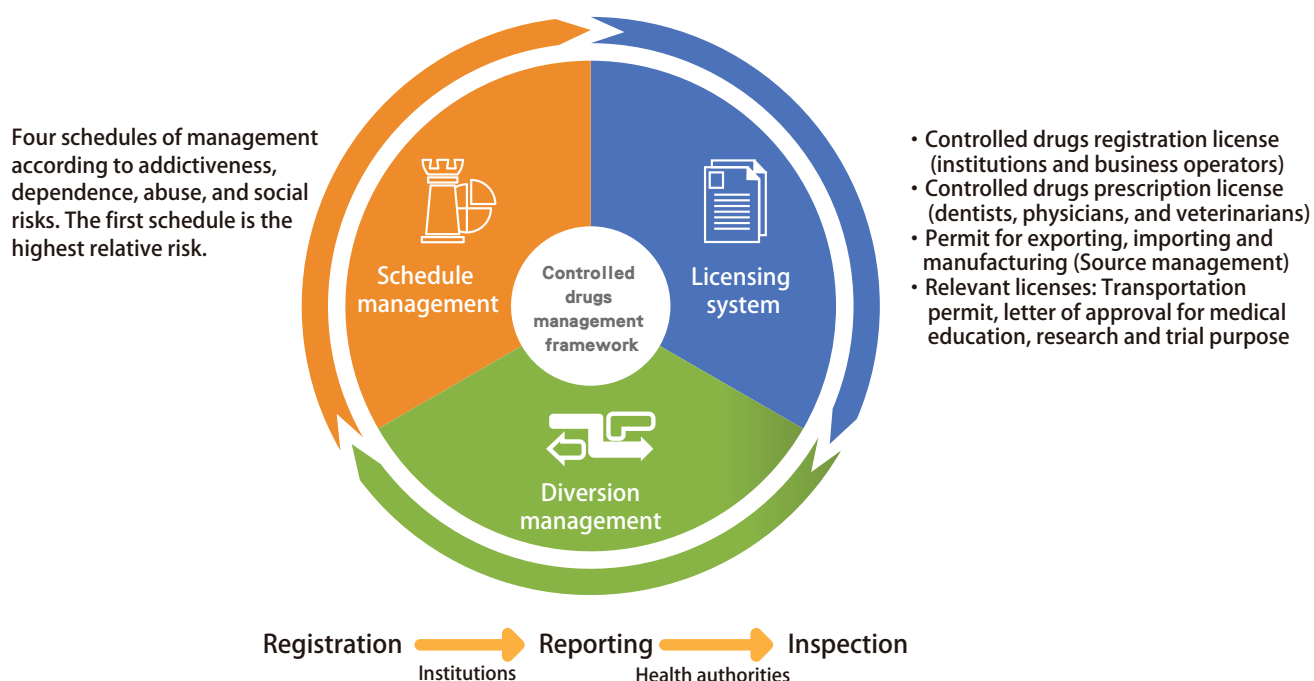 Four schedules of management
according to addictiveness,
dependence, abuse, and social
risks. The first schedule is the
highest relative risk.
Schedule
management
Controlled
drugs
management
framework
Licensing
system
・Controlled drugs registration license
(institutions and business operators)
・Controlled drugs prescription license
(dentists, physicians, and veterinarians)
・Permit for exporting, importing and
manufacturing (Source management)
・Relevant licenses: Transportation
permit, letter of approval for medical
education, research and trial purpose
Diversion
management
Registration Reporting Inspection
Institutions Health authorities